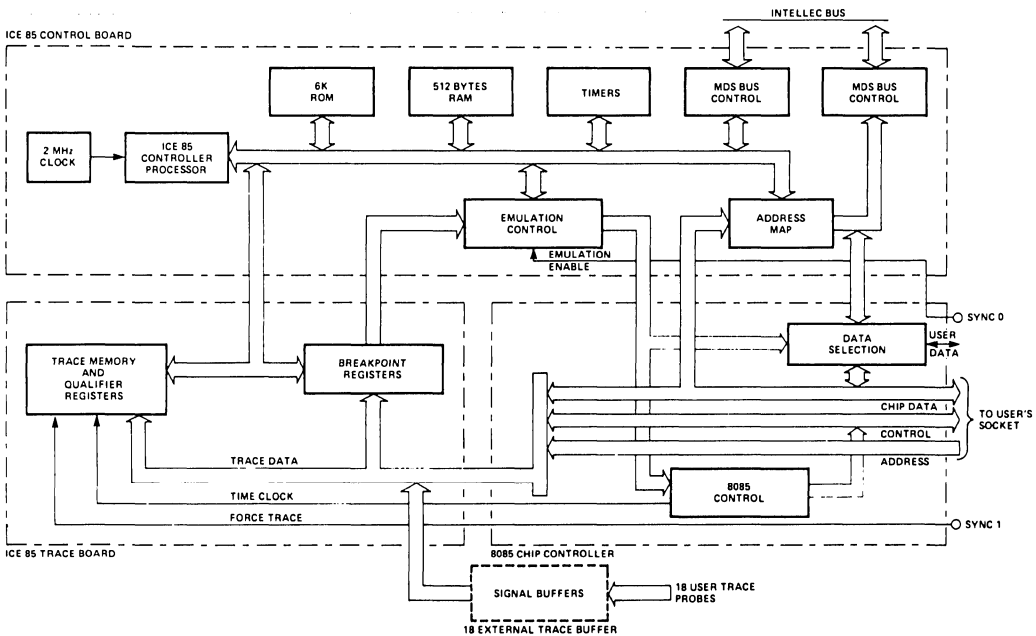 INTELLEC BUS
ICE 85 CONTROL BOARD
6K
ROM
512 BYTES
RAM
TIMERS
MDS BUS
CONTROL
MDS BUS
CONTROL
2 MHz
CLOCK
ICE 85
CONTROLLER
PROCESSOR
EMULATION
CONTROL
ADDRESS
MAP
EMULATION
ENABLE
SYNC 0
TRACE MEMORY
AND
QUALIFIER
REGISTERS
BREAKPOINT
REGISTERS
DATA
SELECTION
USER
DATA
CHIP DATA
CONTROL
ADDRESS
TO USER'S
SOCKET
TRACE DATA
8085
CONTROL
TIME CLOCK
FORCE TRACE
SYNC 1
ICE 85 TRACE BOARD
8085 CHIP CONTROLLER
SIGNAL BUFFERS
18 USER TRACE
PROBES
18 EXTERNAL TRACE BUFFER